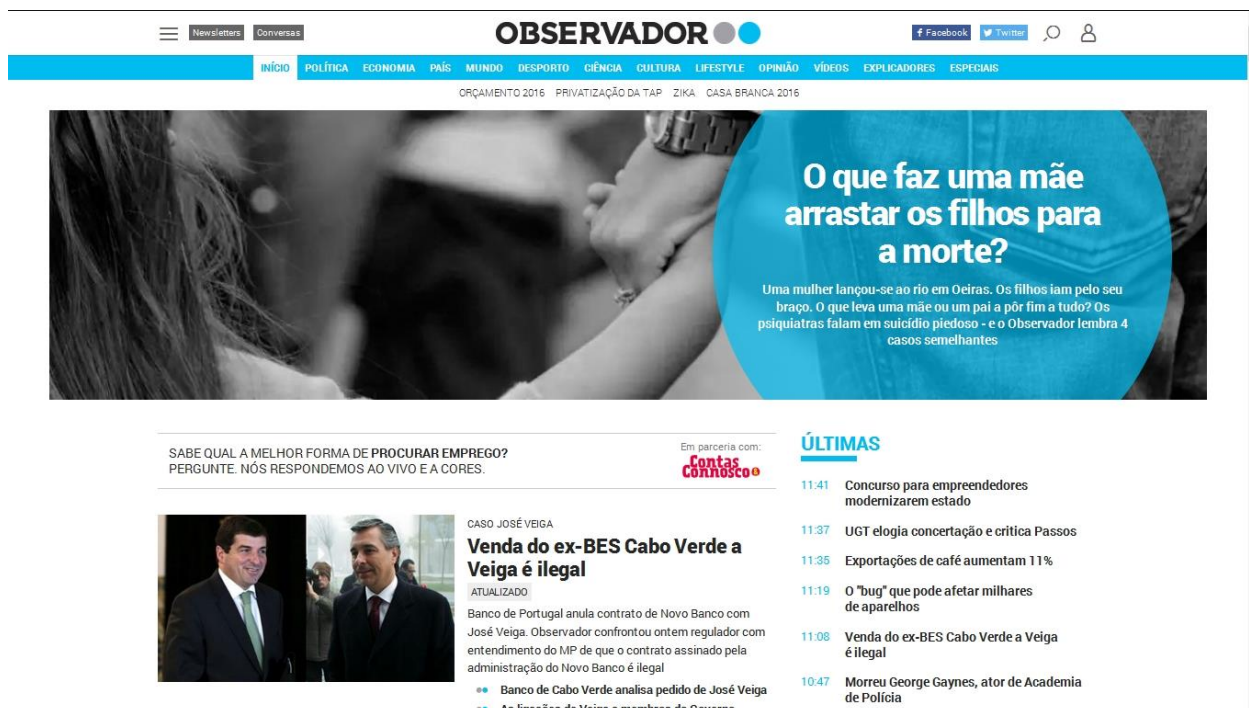 Newsletters
Conversas
OBSERVADOR
Facebook
Twitter
INÍCIO POLÍTICA ECONOMIA PAÍS MUNDO DESPORTO CIÊNCIA CULTURA LIFESTYLE OPINIÃO VÍDEOS EXPLICADORES ESPECIAIS
ORÇAMENTO 2016 PRIVATIZAÇÃO DA TAP ZIKA CASA BRANCA 2016
O que faz uma mãe
arrastar os filhos para
a morte?
Uma mulher lançou-se ao rio em Oeiras. Os filhos iam pelo seu
braço. O que leva uma mãe ou um pai a pôr fim a tudo? Os
psiquiatras falam em suicídio piedoso - e o Observador lembra 4
casos semelhantes
SABE QUAL A MELHOR FORMA DE PROCURAR EMPREGO?
PERGUNTE. NÓS RESPONDEMOS AO VIVO E A CORES.
Em parceria com:
Contas
Connosco
CASO JOSÉ VEIGA
Venda do ex-BES Cabo Verde a
Veiga é ilegal
ATUALIZADO
Banco de Portugal anula contrato de Novo Banco com
José Veiga. Observador confrontou ontem regulador com
entendimento do MP de que o contrato assinado pela
administração do Novo Banco é ilegal
Banco de Cabo Verde analisa pedido de José Veiga
As ligações de Veiga a membros do Governo
ÚLTIMAS
11:41 Concurso para empreendedores
modernizarem estado
11:37 UGT elogia concertação e critica Passos
11:35 Exportações de café aumentam 11%
11:19 O "bug" que pode afetar milhares
de aparelhos
11:08 Venda do ex-BES Cabo Verde a Veiga
é ilegal
10:47 Morreu George Gaynes, ator de Academia
de Polícia